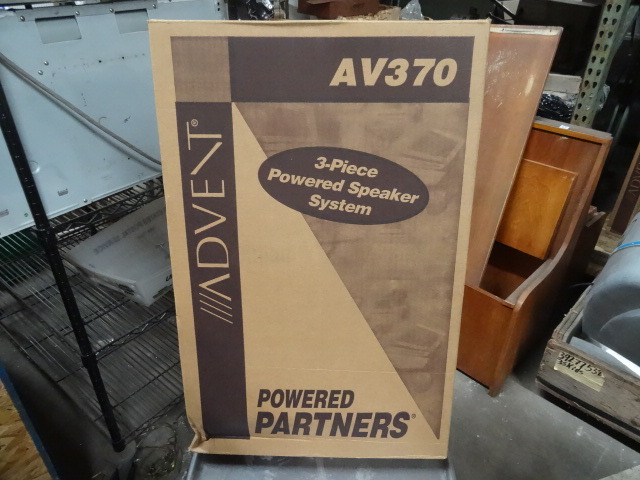 AV370
///ADVENT®
3-Piece
Powered Speaker
System
POWERED
PARTNERS®